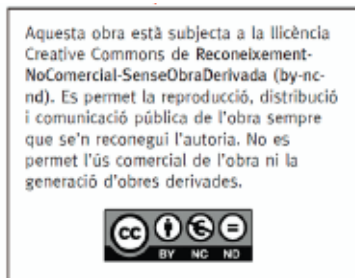 Aquesta obra està subjecta a la llicència
Creative Commons de Reconeixement-
NoComercial-SenseObraDerivada (by-nc-
nd). Es permet la reproducció, distribució
i comunicació pública de l'obra sempre
que se'n reconegui l'autoria. No es
permet l'ús comercial de l'obra ni la
generació d'obres derivades.
cc
BY NC ND